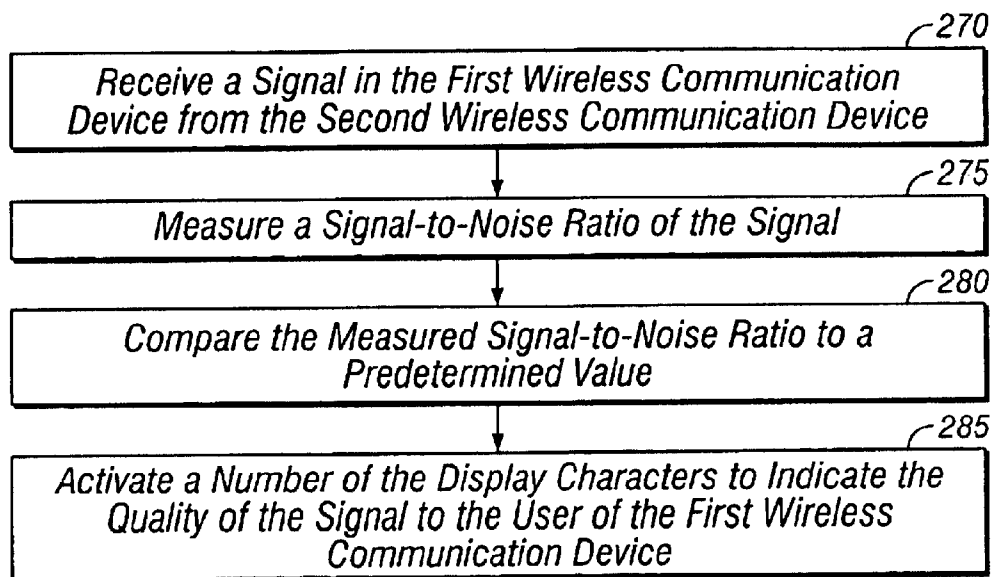 270
Receive a Signal in the First Wireless Communication
Device from the Second Wireless Communication Device
275
Measure a Signal-to-Noise Ratio of the Signal
280
Compare the Measured Signal-to-Noise Ratio to a
Predetermined Value
285
Activate a Number of the Display Characters to Indicate the
Quality of the Signal to the User of the First Wireless
Communication Device